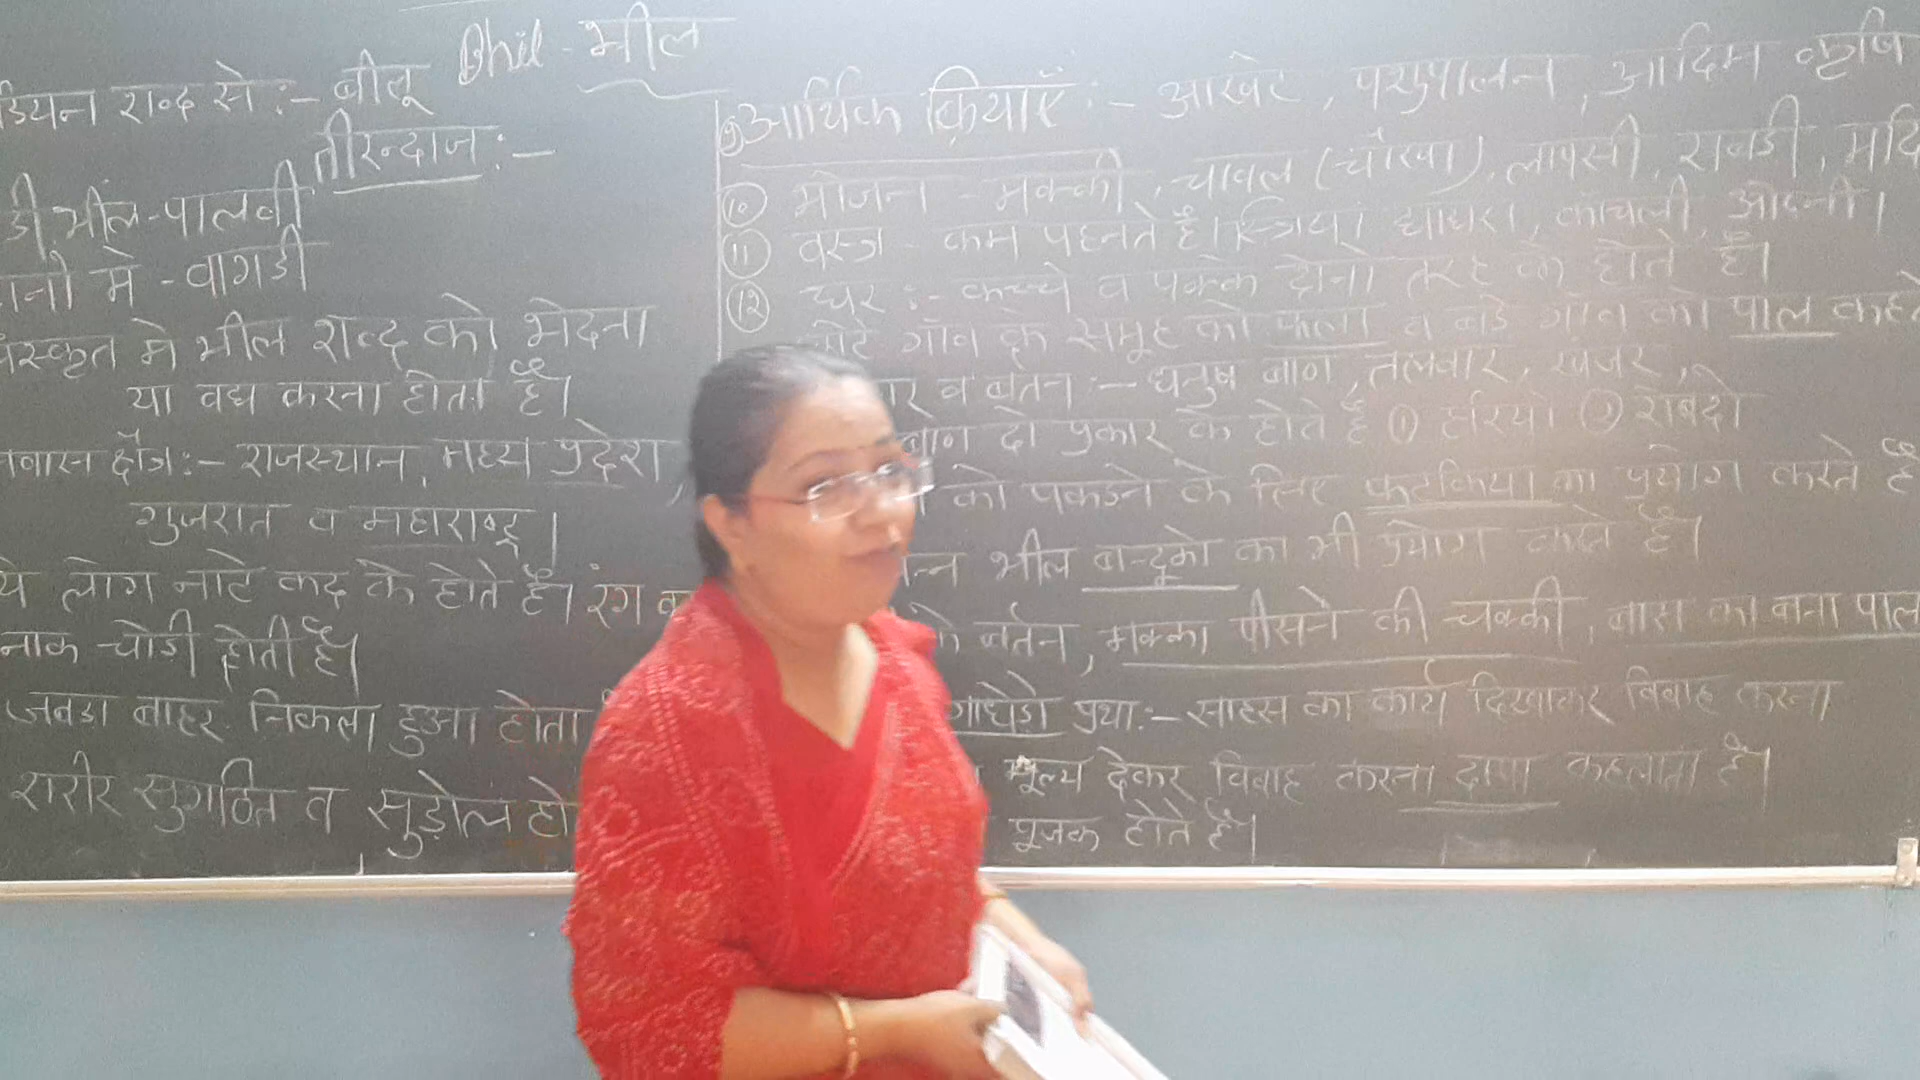 Bhil - भील
डियन शब्द से :- बीलू
तीरन्दाज :-
डी भील - पालवी
मे - वागडी
संस्कृत मे भील शब्द को भेदना
या वध करना होता है।
निवास क्षेत्र :- राजस्थान, मध्य प्रदेश,
गुजरात व महाराष्ट्र।
ये लोग नाटे कद के होते है। रंग
नाक चोडी होती है।
जबडा बाहर निकला हुआ होता
शरीर सुगठित व सुड़ोल हो
9 आर्थिक क्रियाएँ :- आखेट, पशुपालन, आदिम कृषि
10 भोजन - मक्की, चावल (चोखा), लापसी, राबडी, मदि
11 वस्त्र - कम पहनते है। स्त्रियां घाघरा, कांचली, ओढनी।
12 घर :- कच्चे व पक्के दोनो तरह के होते है।
छोटे गाँव के समूह को फला व बडे गाँव को पाल कहते
व बर्तन :- धनुष बाण, तलवार, खंजर,
बाण दो प्रकार के होते है ① हरियो ② रोबदो
को पकडने के लिए फटकिया का प्रयोग करते है
भील बन्दूको का भी प्रयोग करते है।
के बर्तन, मक्का पीसने की चक्की, बास का बना पाल
गाधेडो प्रथा :- साहस का कार्य दिखाकर विवाह करना
मूल्य देकर विवाह करना दापा कहलाता है।
पूजक होते है।